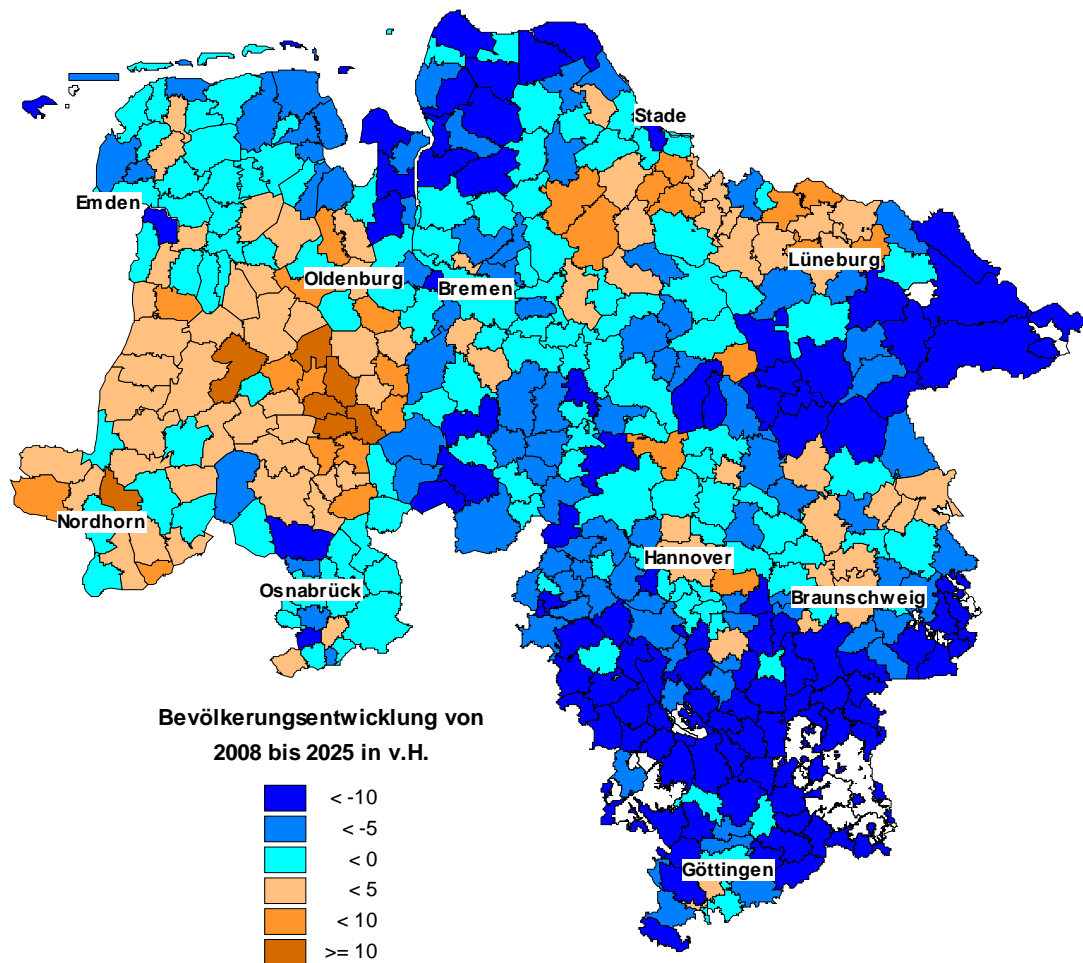 Stade
Emden
Lüneburg
Oldenburg
Bremen
Nordhorn
Hannover
Osnabrück
Braunschweig
Bevölkerungsentwicklung von
2008 bis 2025 in v.H.
< -10
< -5
< 0
< 5
< 10
>= 10
Göttingen